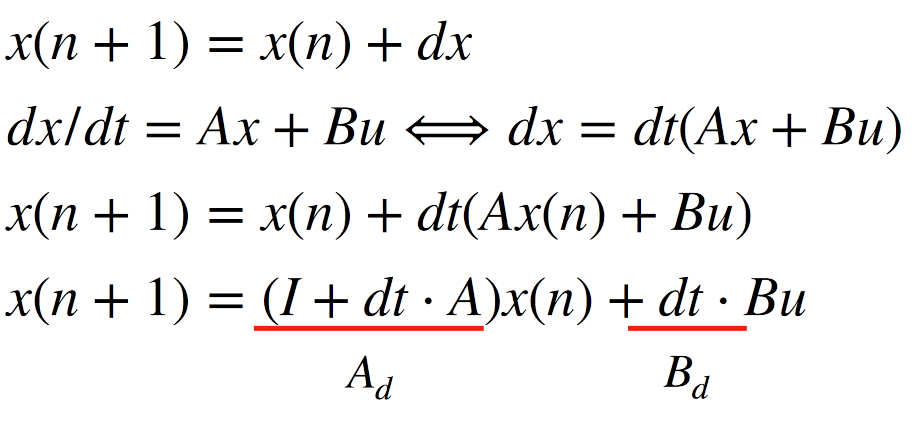 x(n + 1) = x(n) + dx
dx/dt = Ax + Bu ⟺ dx = dt(Ax + Bu)
x(n + 1) = x(n) + dt(Ax(n) + Bu)
x(n + 1) = (I + dt · A)x(n) + dt · Bu
A_d B_d